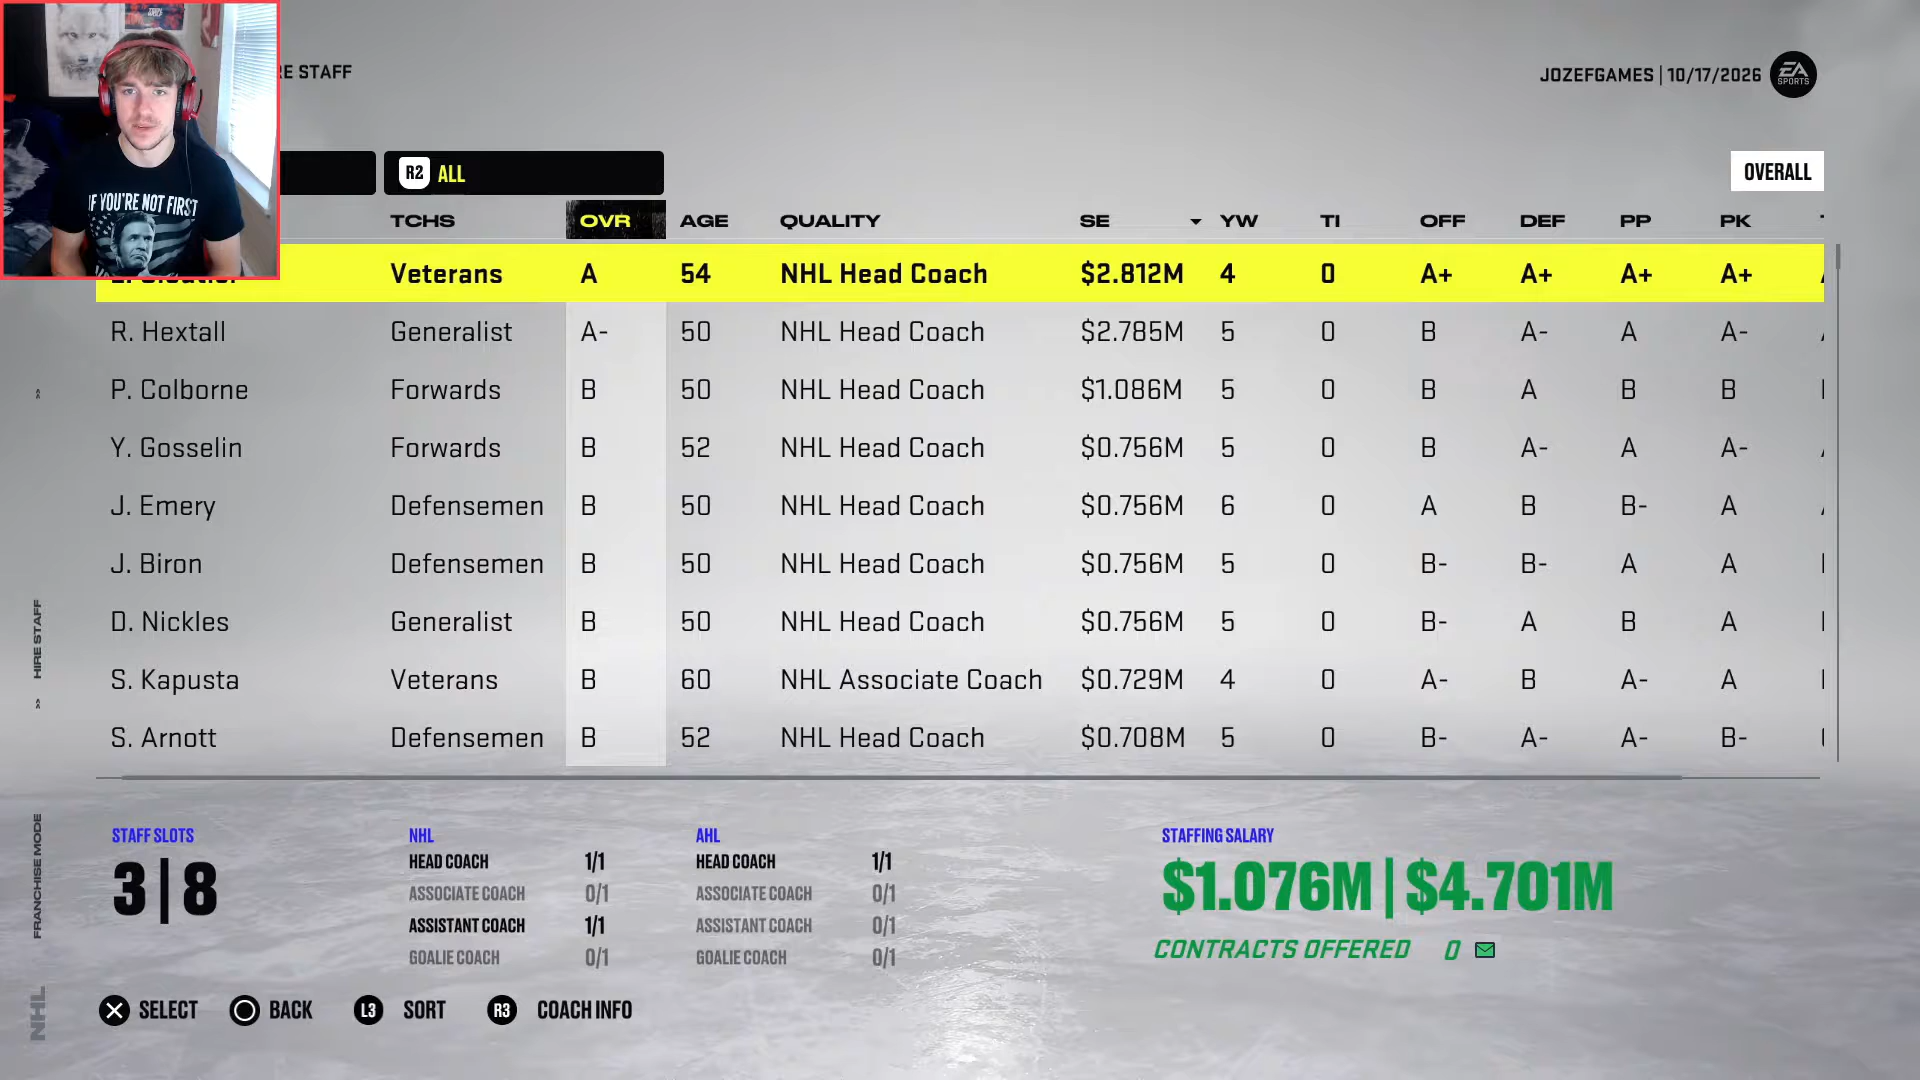 RE STAFF
JOZEFGAMES | 10/17/2026
EA SPORTS
IF YOU'RE NOT FIRST
R2 ALL
OVERALL
TCHS OVR AGE QUALITY SE YW TI OFF DEF PP PK
Veterans A 54 NHL Head Coach $2.812M 4 0 A+ A+ A+ A+
R. Hextall Generalist A- 50 NHL Head Coach $2.785M 5 0 B A- A A-
P. Colborne Forwards B 50 NHL Head Coach $1.086M 5 0 B A B B
Y. Gosselin Forwards B 52 NHL Head Coach $0.756M 5 0 B A- A A-
J. Emery Defensemen B 50 NHL Head Coach $0.756M 6 0 A B B- A
J. Biron Defensemen B 50 NHL Head Coach $0.756M 5 0 B- B- A A
D. Nickles Generalist B 50 NHL Head Coach $0.756M 5 0 B- A B A
S. Kapusta Veterans B 60 NHL Associate Coach $0.729M 4 0 A- B A- A
S. Arnott Defensemen B 52 NHL Head Coach $0.708M 5 0 B- A- A- B-
HIRE STAFF
FRANCHISE MODE
NHL
STAFF SLOTS
3|8
NHL
HEAD COACH 1/1
ASSOCIATE COACH 0/1
ASSISTANT COACH 1/1
GOALIE COACH 0/1
AHL
HEAD COACH 1/1
ASSOCIATE COACH 0/1
ASSISTANT COACH 0/1
GOALIE COACH 0/1
STAFFING SALARY
$1.076M|$4.701M
CONTRACTS OFFERED 0
SELECT BACK L3 SORT R3 COACH INFO